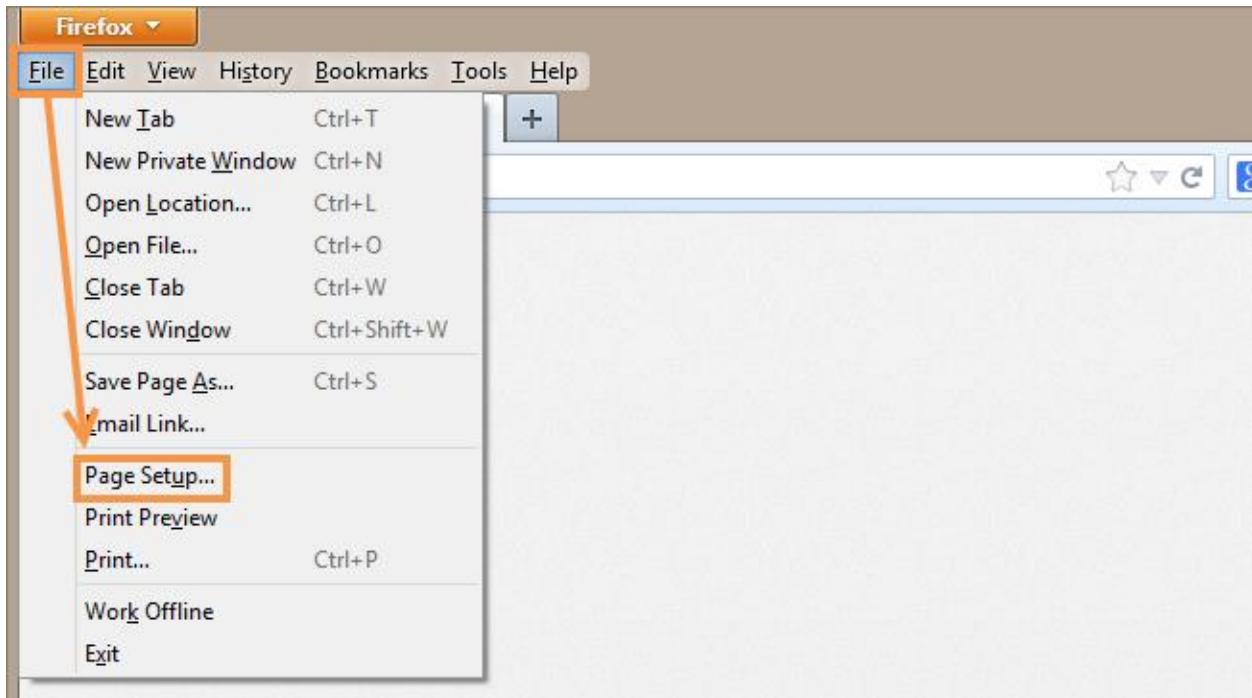 Firefox
File Edit View History Bookmarks Tools Help
New Tab Ctrl+T
New Private Window Ctrl+N
Open Location... Ctrl+L
Open File... Ctrl+O
Close Tab Ctrl+W
Close Window Ctrl+Shift+W
Save Page As... Ctrl+S
Email Link...
Page Setup...
Print Preview
Print... Ctrl+P
Work Offline
Exit